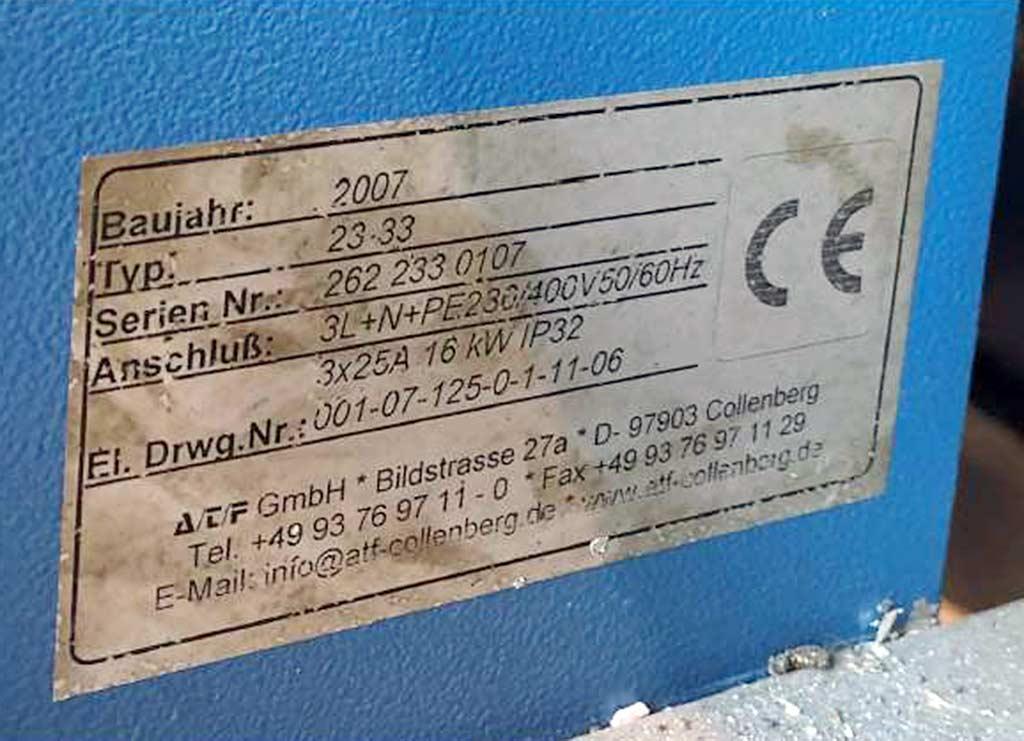 Baujahr: 2007
Typ: 23-33
Serien Nr.: 262 233 0107
Anschluß: 3L+N+PE230/400V50/60Hz
3x25A 16 kW IP32
El. Drwg.Nr.: 001-07-125-0-1-11-06
CE
A/T/F GmbH * Bildstrasse 27a * D- 97903 Collenberg
Tel. +49 93 76 97 11 - 0 * Fax +49 93 76 97 11 29
E-Mail: info@atf-collenberg.de * www.atf-collenberg.de